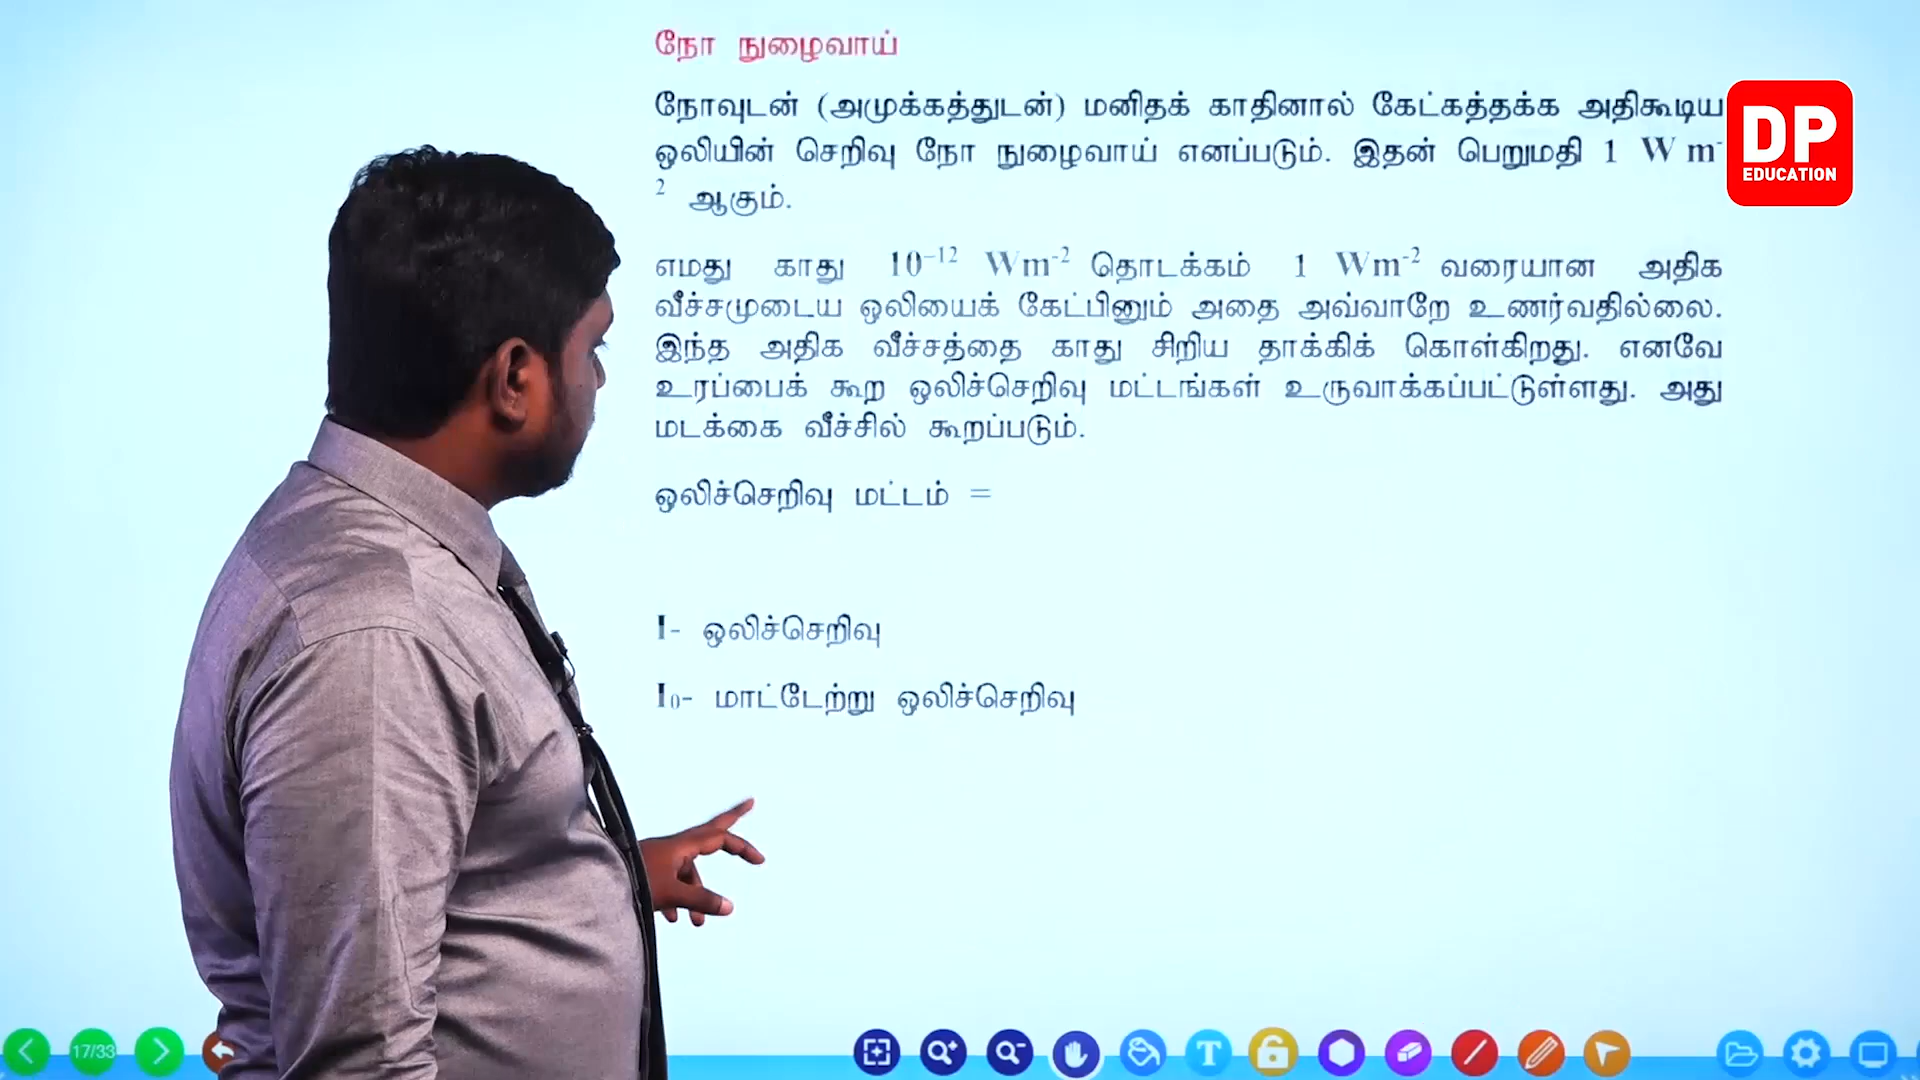 நோ நுழைவாய்
நோவுடன் (அமுக்கத்துடன்) மனிதக் காதினால் கேட்கத்தக்க அதிகூடிய
ஒலியின் செறிவு நோ நுழைவாய் எனப்படும். இதன் பெறுமதி 1 W m⁻
² ஆகும்.
எமது காது 10⁻¹² Wm⁻² தொடக்கம் 1 Wm⁻² வரையான அதிக
வீச்சமுடைய ஒலியைக் கேட்பினும் அதை அவ்வாறே உணர்வதில்லை.
இந்த அதிக வீச்சத்தை காது சிறிய தாக்கிக் கொள்கிறது. எனவே
உரப்பைக் கூற ஒலிச்செறிவு மட்டங்கள் உருவாக்கப்பட்டுள்ளது. அது
மடக்கை வீச்சில் கூறப்படும்.
ஒலிச்செறிவு மட்டம் =
I- ஒலிச்செறிவு
I₀- மாட்டேற்று ஒலிச்செறிவு
DP
EDUCATION
17/33
T